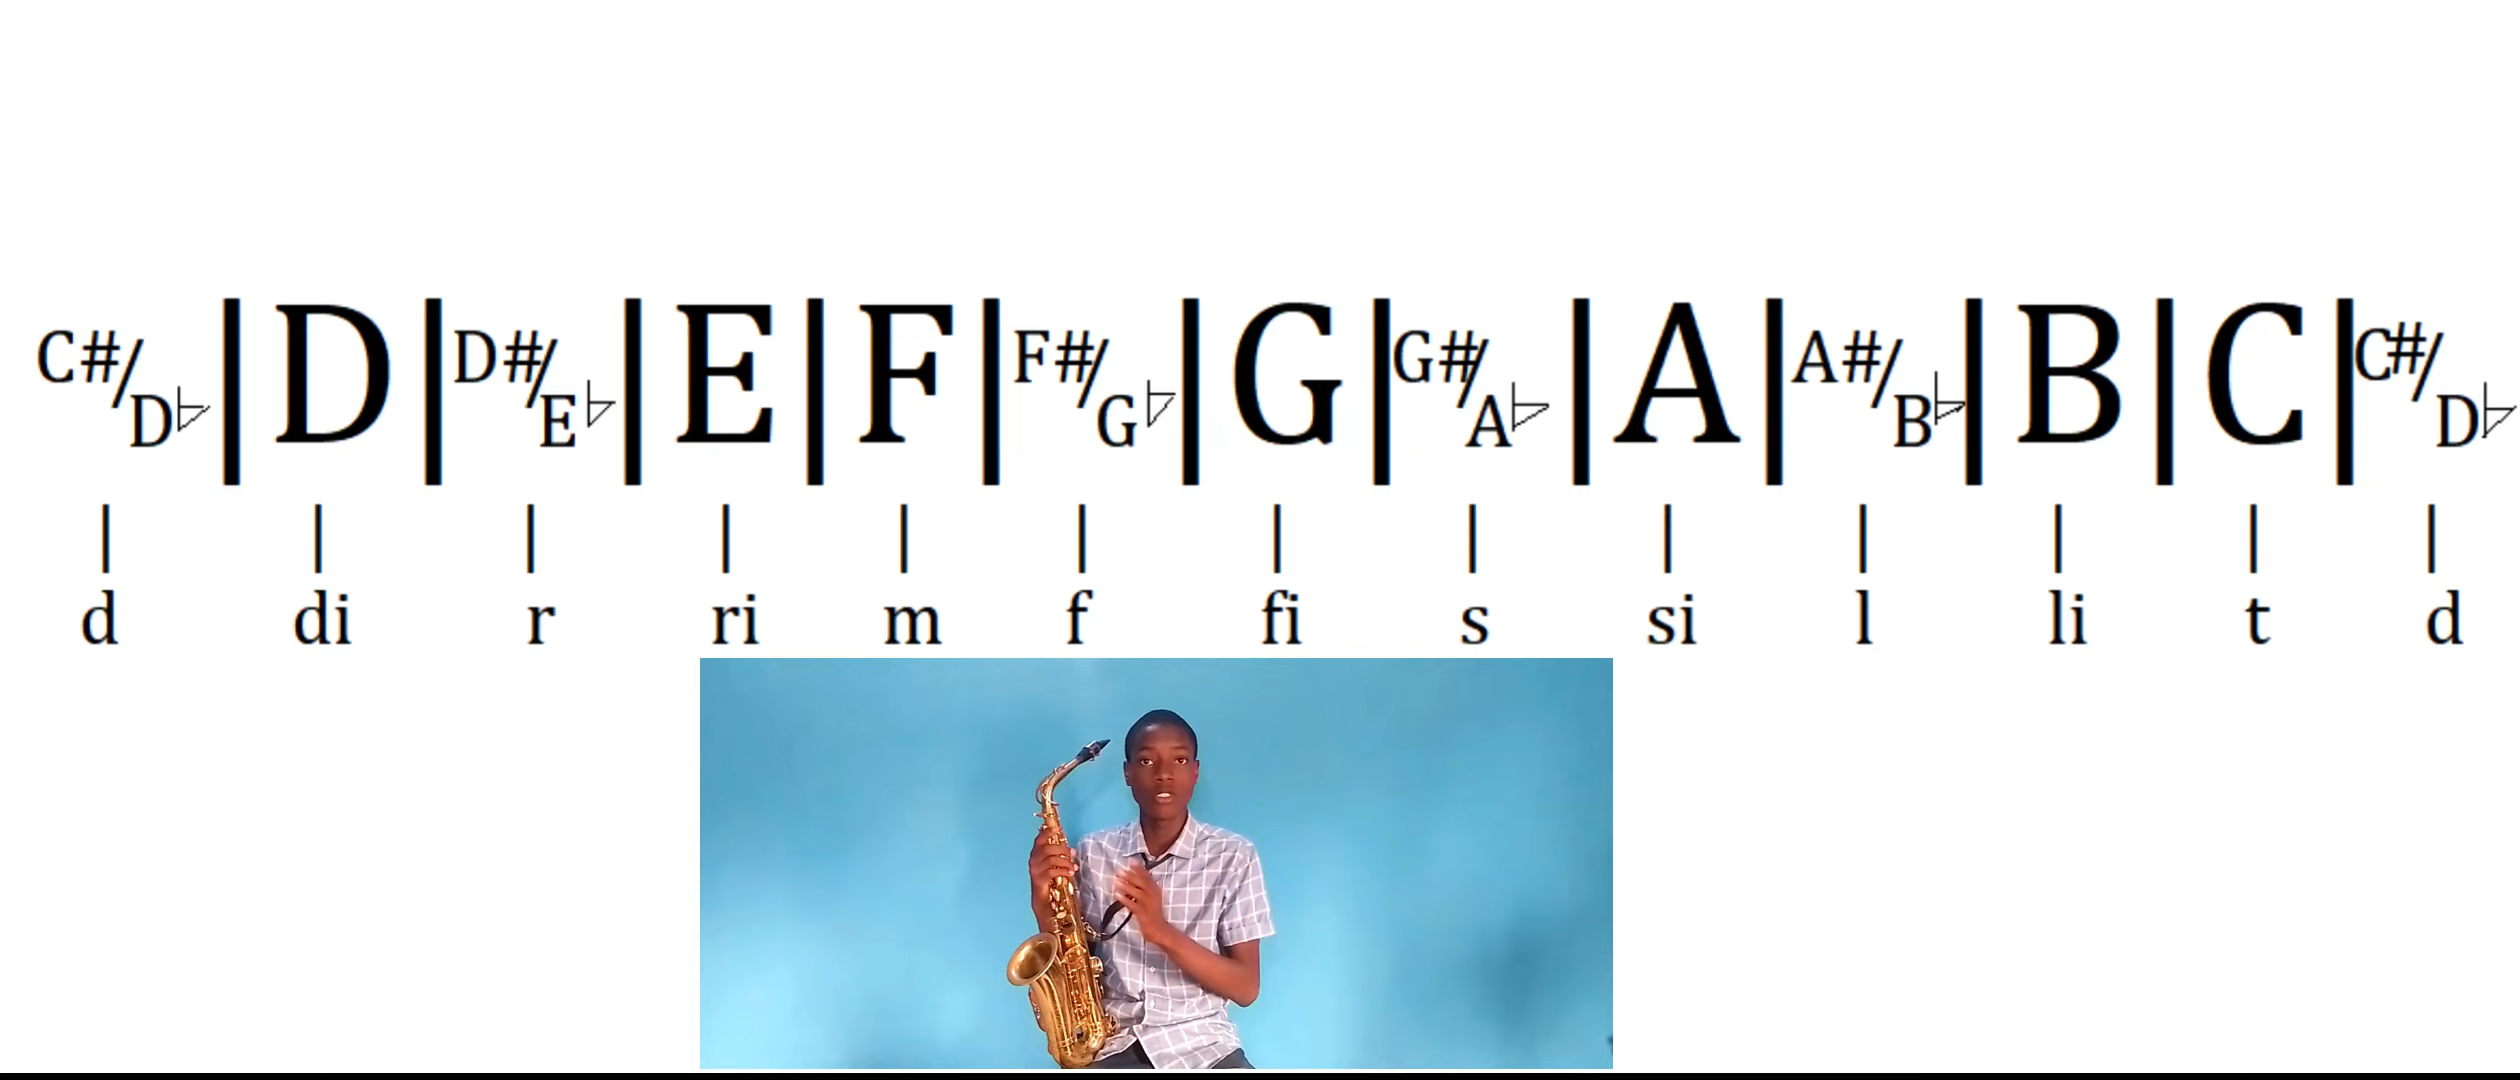 C#/D♭ | D | D#/E♭ | E | F | F#/G♭ | G | G#/A♭ | A | A#/B♭ | B | C | C#/D♭
| | | | | | | | | | | | |
d di r ri m f fi s si l li t d